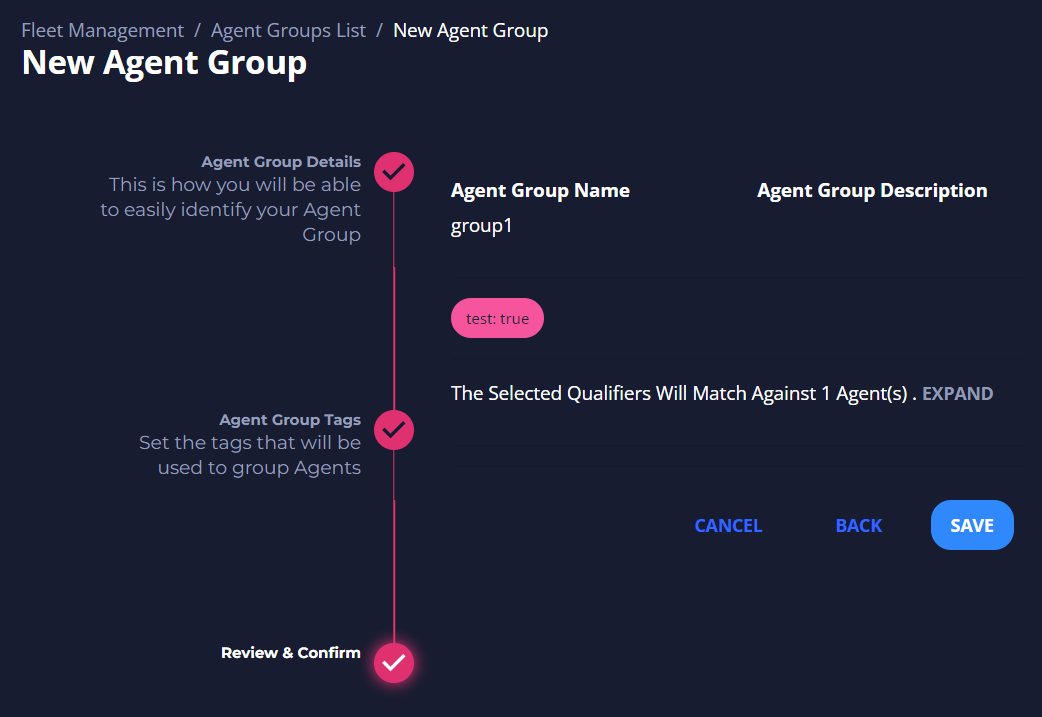 Fleet Management / Agent Groups List / New Agent Group
New Agent Group
Agent Group Details
This is how you will be able
to easily identify your Agent
Group
Agent Group Name
Agent Group Description
group1
test: true
The Selected Qualifiers Will Match Against 1 Agent(s) . EXPAND
Agent Group Tags
Set the tags that will be
used to group Agents
CANCEL
BACK
SAVE
Review & Confirm